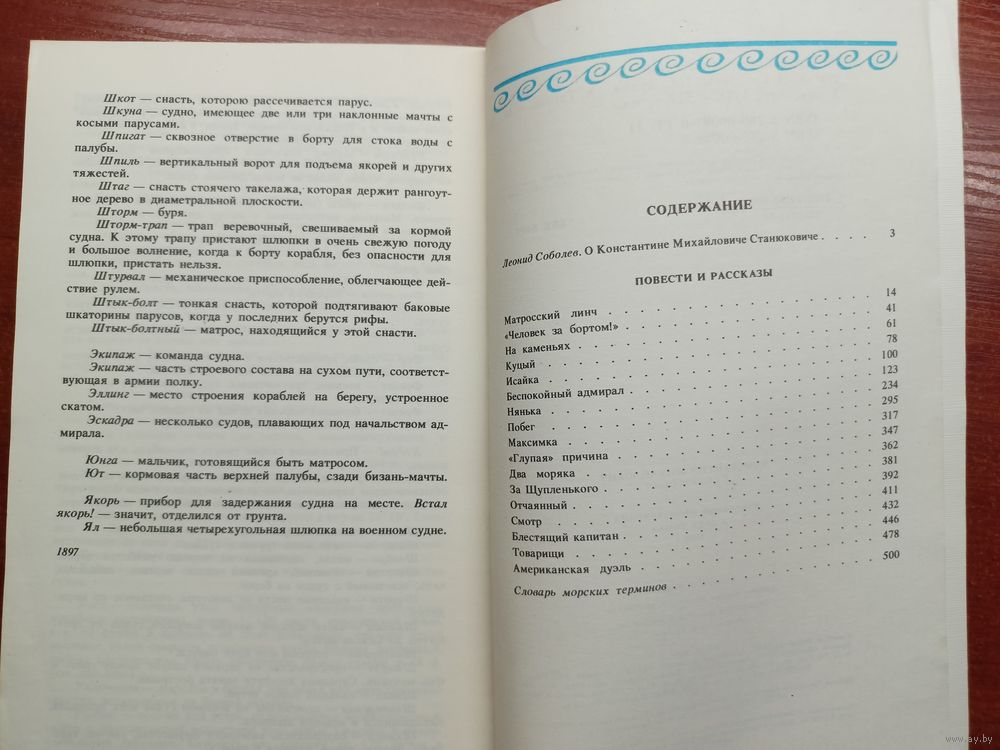 Шкот — снасть, которою рассечивается парус.
Шкуна — судно, имеющее две или три наклонные мачты с
косыми парусами.
Шпигат — сквозное отверстие в борту для стока воды с
палубы.
Шпиль — вертикальный ворот для подъема якорей и других
тяжестей.
Штаг — снасть стоячего такелажа, которая держит рангоут-
ное дерево в диаметральной плоскости.
Шторм — буря.
Шторм-трап — трап веревочный, свешиваемый за кормой
судна. К этому трапу пристают шлюпки в очень свежую погоду
и большое волнение, когда к борту корабля, без опасности для
шлюпки, пристать нельзя.
Штурвал — механическое приспособление, облегчающее дей-
ствие рулем.
Штык-болт — тонкая снасть, которой подтягивают баковые
шкаторины парусов, когда у последних берутся рифы.
Штык-болтный — матрос, находящийся у этой снасти.
Экипаж — команда судна.
Экипаж — часть строевого состава на сухом пути, соответст-
вующая в армии полку.
Эллинг — место строения кораблей на берегу, устроенное
скатом.
Эскадра — несколько судов, плавающих под начальством ад-
мирала.
Юнга — мальчик, готовящийся быть матросом.
Ют — кормовая часть верхней палубы, сзади бизань-мачты.
Якорь — прибор для задержания судна на месте. Встал
якорь! — значит, отделился от грунта.
Ял — небольшая четырехугольная шлюпка на военном судне.
1897
СОДЕРЖАНИЕ
Леонид Соболев. О Константине Михайловиче Станюковиче . . . . 3
ПОВЕСТИ И РАССКАЗЫ
Матросский линч 14
«Человек за бортом!» 41
На каменьях 61
Куцый 78
Исайка 100
Беспокойный адмирал 123
Нянька 234
Побег 295
Максимка 317
«Глупая» причина 347
Два моряка 362
За Щупленького 381
Отчаянный 392
Смотр 411
Блестящий капитан 432
Товарищи 446
Американская дуэль 478
Словарь морских терминов 500
www.ay.by